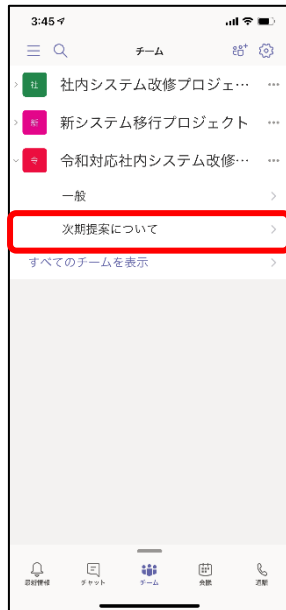 3:45
チーム
社 社内システム改修プロジェ… …
新 新システム移行プロジェクト …
令 令和対応社内システム改修… …
一般
次期提案について
すべてのチームを表示
チャット チーム 会議 通話